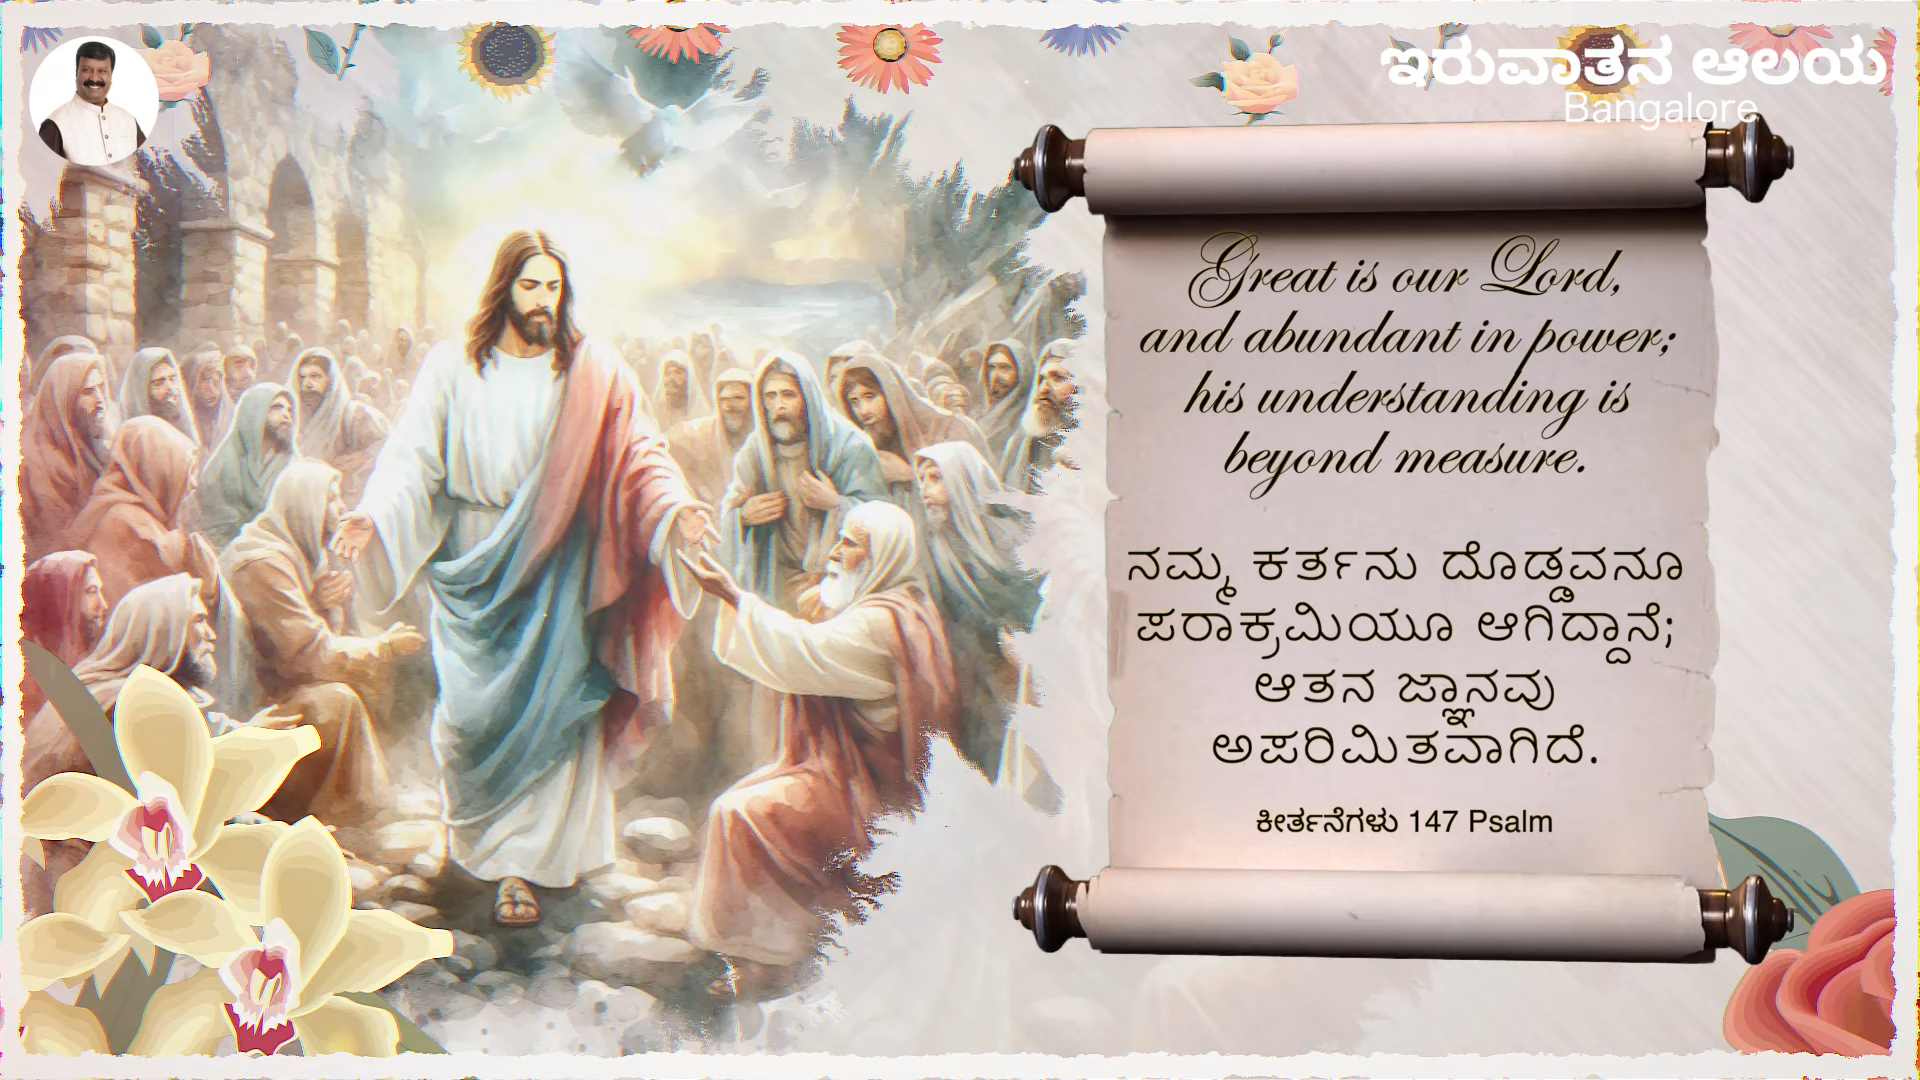 ಇರುವಾತನ ಆಲಯ
Bangalore
Great is our Lord,
and abundant in power;
his understanding is
beyond measure.
ನಮ್ಮ ಕರ್ತನು ದೊಡ್ಡವನೂ
ಪರಾಕ್ರಮಿಯೂ ಆಗಿದ್ದಾನೆ;
ಆತನ ಜ್ಞಾನವು
ಅಪರಿಮಿತವಾಗಿದೆ.
ಕೀರ್ತನೆಗಳು 147 Psalm